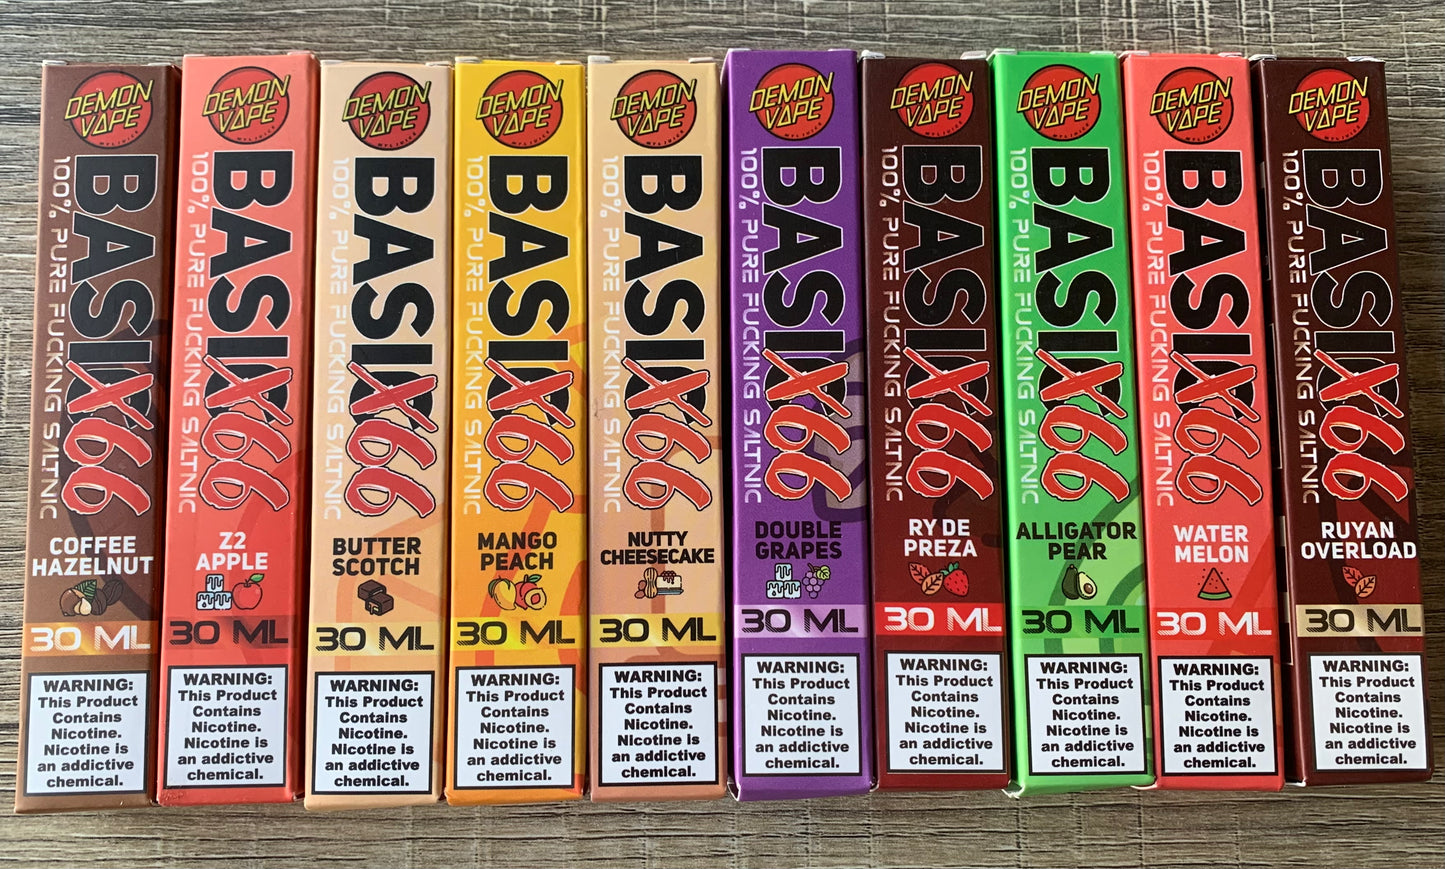 DEMON
VAPE
MFLJUICE
BASIX66
100% PURE FUCKING SALTNIC
COFFEE
HAZELNUT
30 ML
WARNING:
This Product
Contains
Nicotine.
Nicotine is
an addictive
chemical.
DEMON
VAPE
MFLJUICE
BASIX66
100% PURE FUCKING SALTNIC
Z2
APPLE
30 ML
WARNING:
This Product
Contains
Nicotine.
Nicotine is
an addictive
chemical.
DEMON
VAPE
MFLJUICE
BASIX66
100% PURE FUCKING SALTNIC
BUTTER
SCOTCH
30 ML
WARNING:
This Product
Contains
Nicotine.
Nicotine is
an addictive
chemical.
DEMON
VAPE
MFLJUICE
BASIX66
100% PURE FUCKING SALTNIC
MANGO
PEACH
30 ML
WARNING:
This Product
Contains
Nicotine.
Nicotine is
an addictive
chemical.
DEMON
VAPE
MFLJUICE
BASIX66
100% PURE FUCKING SALTNIC
NUTTY
CHEESECAKE
30 ML
WARNING:
This Product
Contains
Nicotine.
Nicotine is
an addictive
chemical.
DEMON
VAPE
MFLJUICE
BASIX66
100% PURE FUCKING SALTNIC
DOUBLE
GRAPES
30 ML
WARNING:
This Product
Contains
Nicotine.
Nicotine is
an addictive
chemical.
DEMON
VAPE
MFLJUICE
BASIX66
100% PURE FUCKING SALTNIC
RY DE
PREZA
30 ML
WARNING:
This Product
Contains
Nicotine.
Nicotine is
an addictive
chemical.
DEMON
VAPE
MFLJUICE
BASIX66
100% PURE FUCKING SALTNIC
ALLIGATOR
PEAR
30 ML
WARNING:
This Product
Contains
Nicotine.
Nicotine is
an addictive
chemical.
DEMON
VAPE
MFLJUICE
BASIX66
100% PURE FUCKING SALTNIC
WATER
MELON
30 ML
WARNING:
This Product
Contains
Nicotine.
Nicotine is
an addictive
chemical.
DEMON
VAPE
MFLJUICE
BASIX66
100% PURE FUCKING SALTNIC
RUYAN
OVERLOAD
30 ML
WARNING:
This Product
Contains
Nicotine.
Nicotine is
an addictive
chemical.